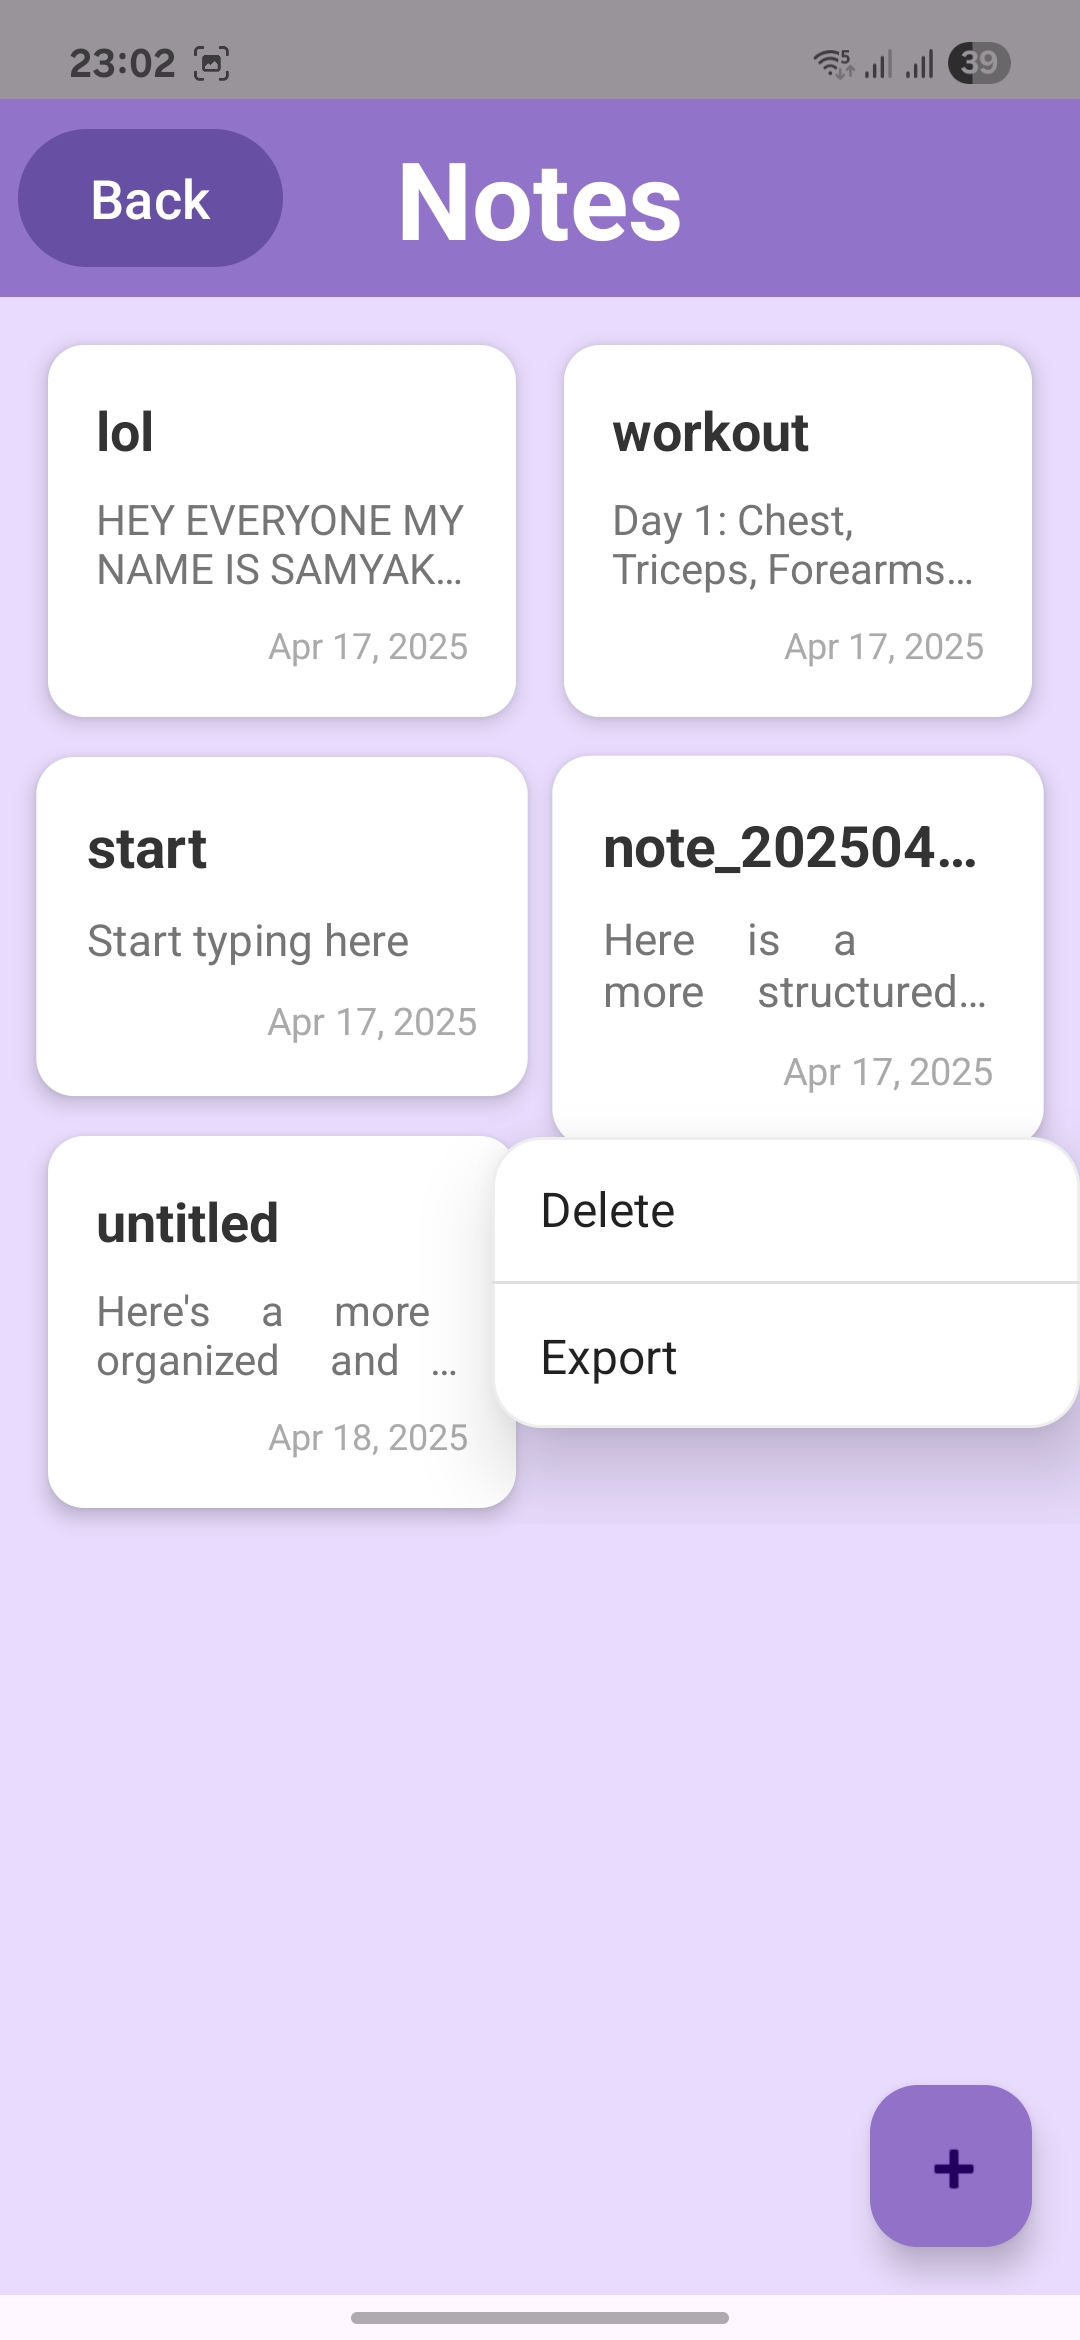 23:02
5
39
Back
Notes
lol
HEY EVERYONE MY
NAME IS SAMYAK...
Apr 17, 2025
workout
Day 1: Chest,
Triceps, Forearms...
Apr 17, 2025
start
Start typing here
Apr 17, 2025
note_202504...
Here is a
more structured...
Apr 17, 2025
untitled
Here's a more
organized and ...
Apr 18, 2025
Delete
Export
+